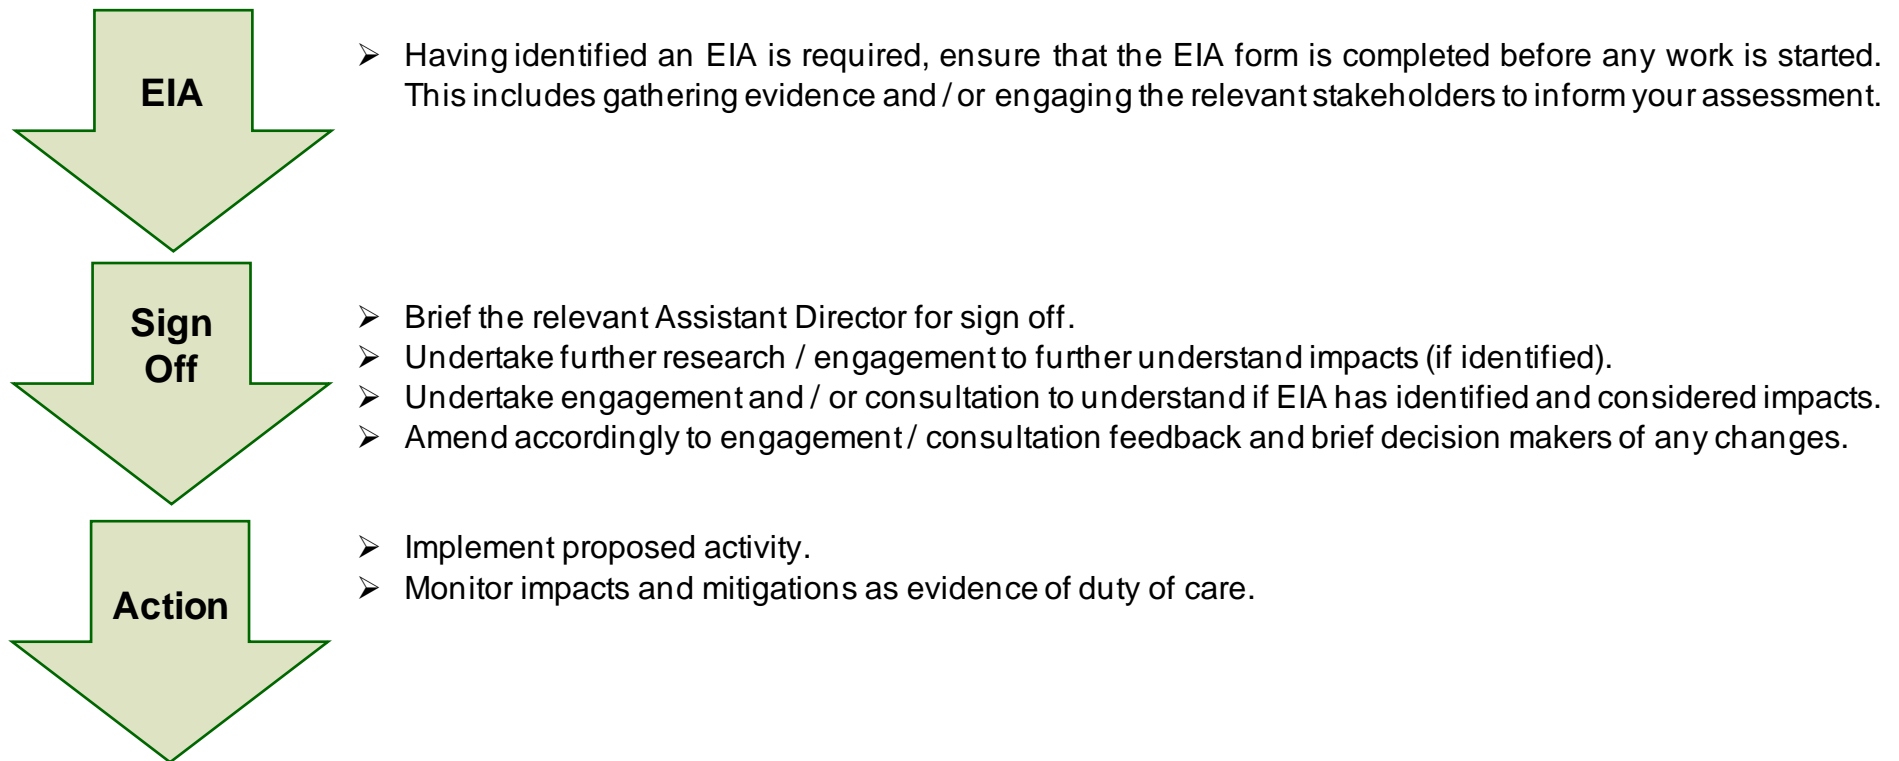 EIA
➢ Having identified an EIA is required, ensure that the EIA form is completed before any work is started.
This includes gathering evidence and / or engaging the relevant stakeholders to inform your assessment.
Sign
Off
➢ Brief the relevant Assistant Director for sign off.
➢ Undertake further research / engagement to further understand impacts (if identified).
➢ Undertake engagement and / or consultation to understand if EIA has identified and considered impacts.
➢ Amend accordingly to engagement / consultation feedback and brief decision makers of any changes.
Action
➢ Implement proposed activity.
➢ Monitor impacts and mitigations as evidence of duty of care.